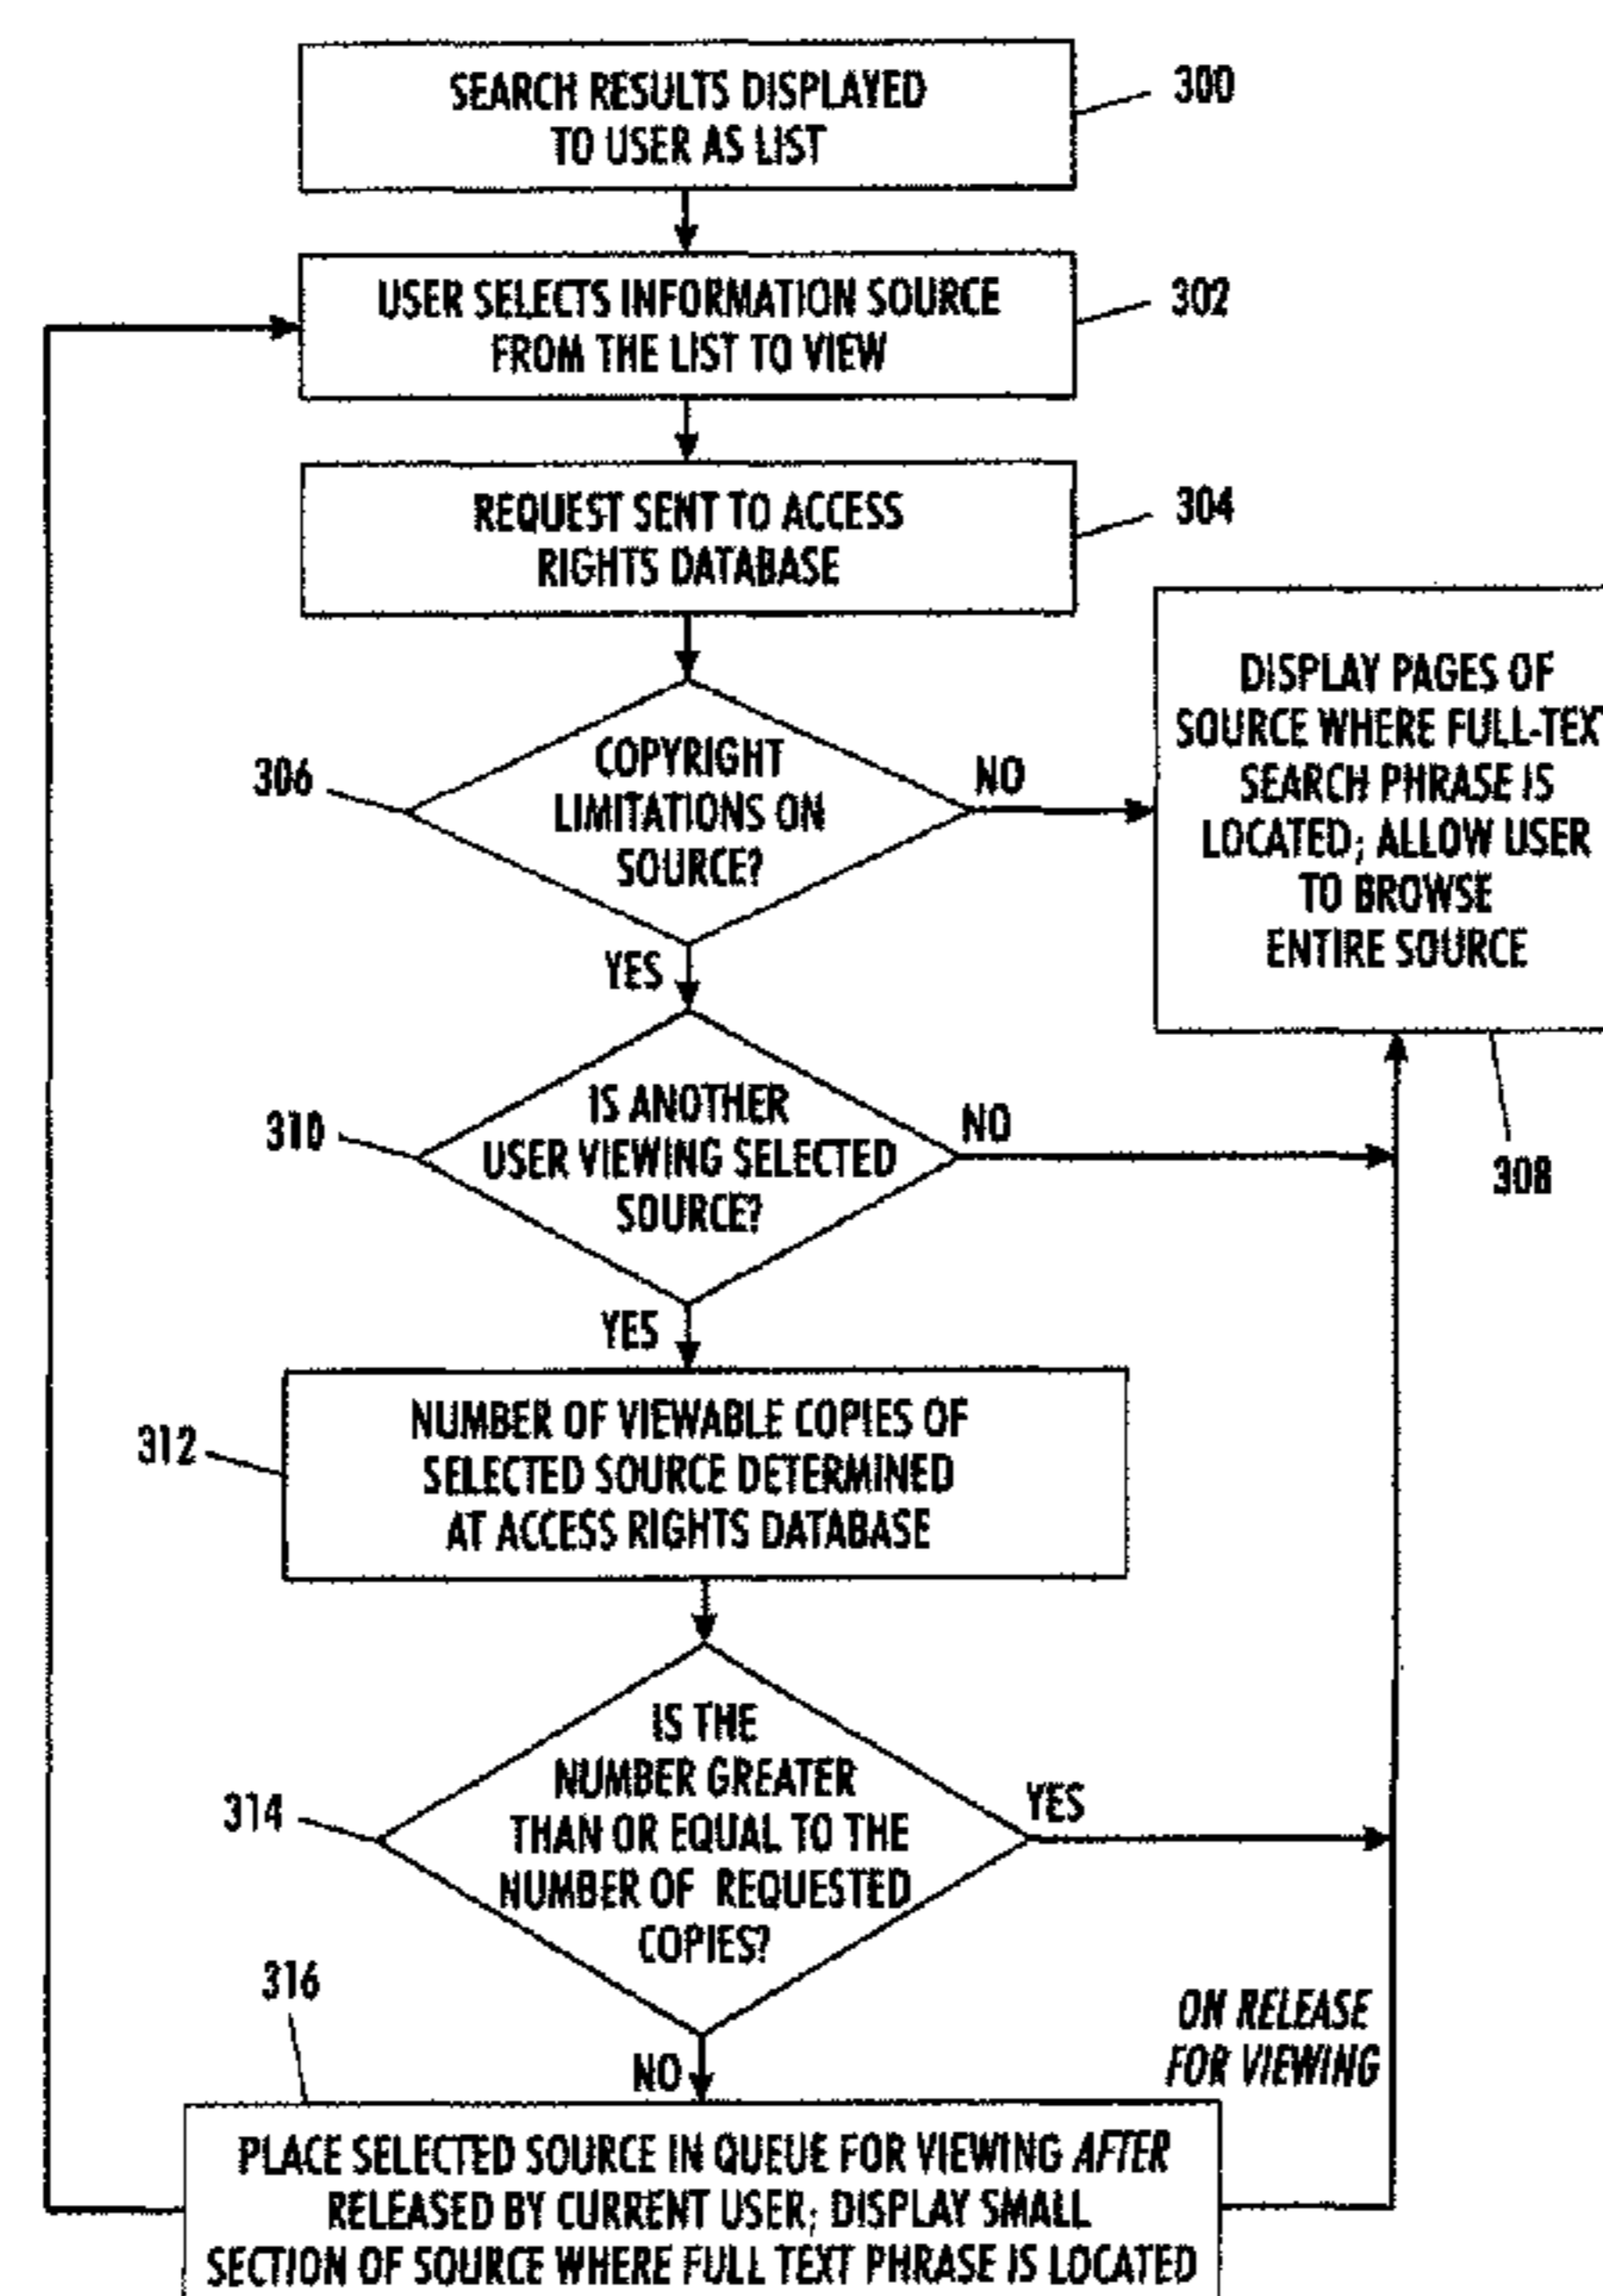 SEARCH RESULTS DISPLAYED
TO USER AS LIST
300
USER SELECTS INFORMATION SOURCE
FROM THE LIST TO VIEW
302
REQUEST SENT TO ACCESS
RIGHTS DATABASE
304
306
COPYRIGHT
LIMITATIONS ON
SOURCE?
NO
YES
DISPLAY PAGES OF
SOURCE WHERE FULL-TEXT
SEARCH PHRASE IS
LOCATED; ALLOW USER
TO BROWSE
ENTIRE SOURCE
308
310
IS ANOTHER
USER VIEWING SELECTED
SOURCE?
NO
YES
312
NUMBER OF VIEWABLE COPIES OF
SELECTED SOURCE DETERMINED
AT ACCESS RIGHTS DATABASE
314
IS THE
NUMBER GREATER
THAN OR EQUAL TO THE
NUMBER OF REQUESTED
COPIES?
YES
NO
316
ON RELEASE
FOR VIEWING
PLACE SELECTED SOURCE IN QUEUE FOR VIEWING AFTER
RELEASED BY CURRENT USER; DISPLAY SMALL
SECTION OF SOURCE WHERE FULL TEXT PHRASE IS LOCATED